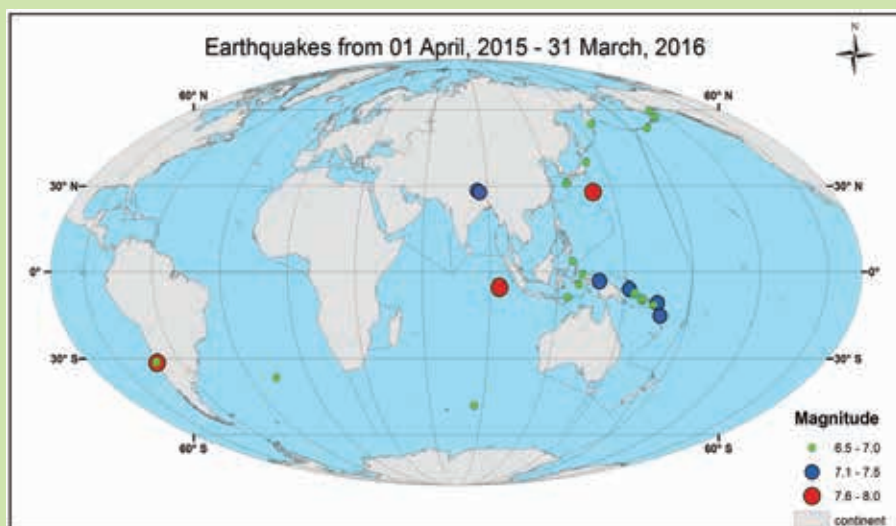 N
Earthquakes from 01 April, 2015 - 31 March, 2016
60° N 60° N
30° N 30° N
0° 0°
30° S 30° S
60° S 60° S
Magnitude
6.5 - 7.0
7.1 - 7.5
7.6 - 8.0
continent